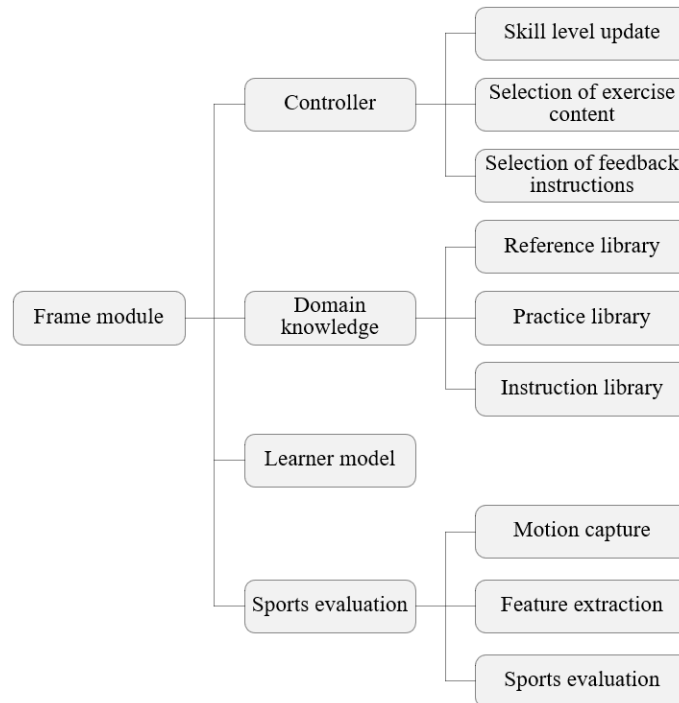 Skill level update
Controller
Selection of exercise
content
Selection of feedback
instructions
Reference library
Frame module
Domain
knowledge
Practice library
Instruction library
Learner model
Motion capture
Sports evaluation
Feature extraction
Sports evaluation